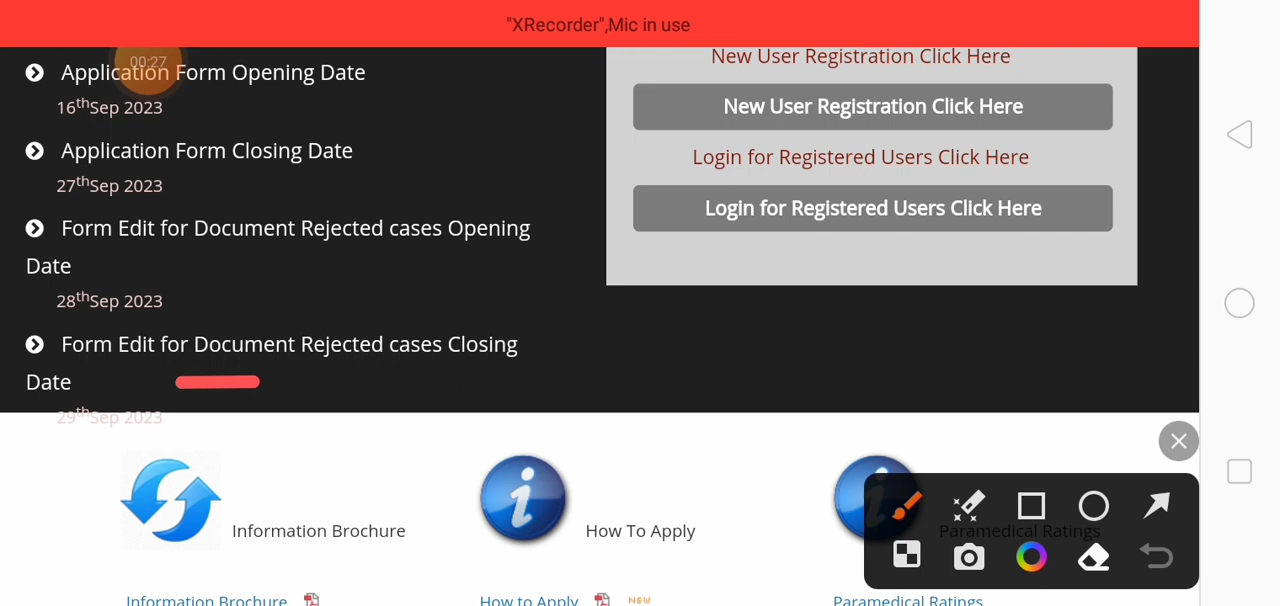 "XRecorder",Mic in use
00:27
Application Form Opening Date
16thSep 2023
Application Form Closing Date
27thSep 2023
Form Edit for Document Rejected cases Opening
Date
28thSep 2023
Form Edit for Document Rejected cases Closing
Date
29thSep 2023
New User Registration Click Here
New User Registration Click Here
Login for Registered Users Click Here
Login for Registered Users Click Here
Information Brochure
How To Apply
Paramedical Ratings
Information Brochure
How to Apply NEW
Paramedical Ratings